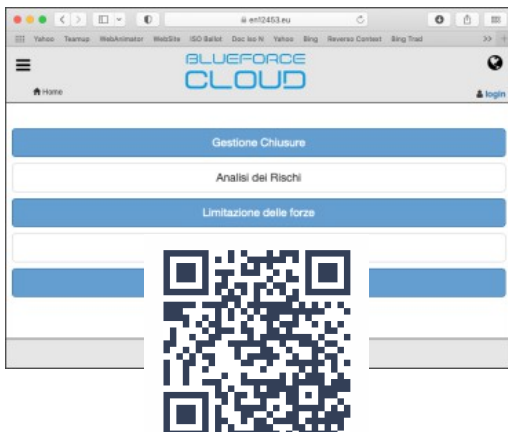 en12453.eu
Yahoo Teamup WebAnimator WebSite ISO Ballot Doc Iso N Yahoo Bing Reverso Context Bing Trad >>
BLUEFORCE
CLOUD
Home
login
Gestione Chiusure
Analisi dei Rischi
Limitazione delle forze